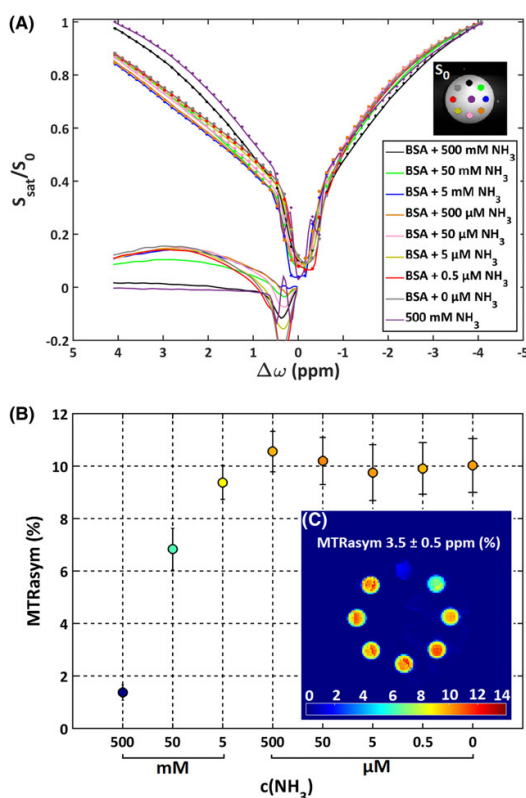 (A)
1
0.8
0.6
0.4
0.2
0
-0.2
S_sat/S_0
S_0
BSA + 500 mM NH_3
BSA + 50 mM NH_3
BSA + 5 mM NH_3
BSA + 500 µM NH_3
BSA + 50 µM NH_3
BSA + 5 µM NH_3
BSA + 0.5 µM NH_3
BSA + 0 µM NH_3
500 mM NH_3
5 4 3 2 1 0 -1 -2 -3 -4 -5
Δω (ppm)
(B)
12
10
8
6
4
2
0
MTRasym (%)
(C)
MTRasym 3.5 ± 0.5 ppm (%)
0 2 4 6 8 10 12 14
500 50 5 500 50 5 0.5 0
mM µM
c(NH_3)